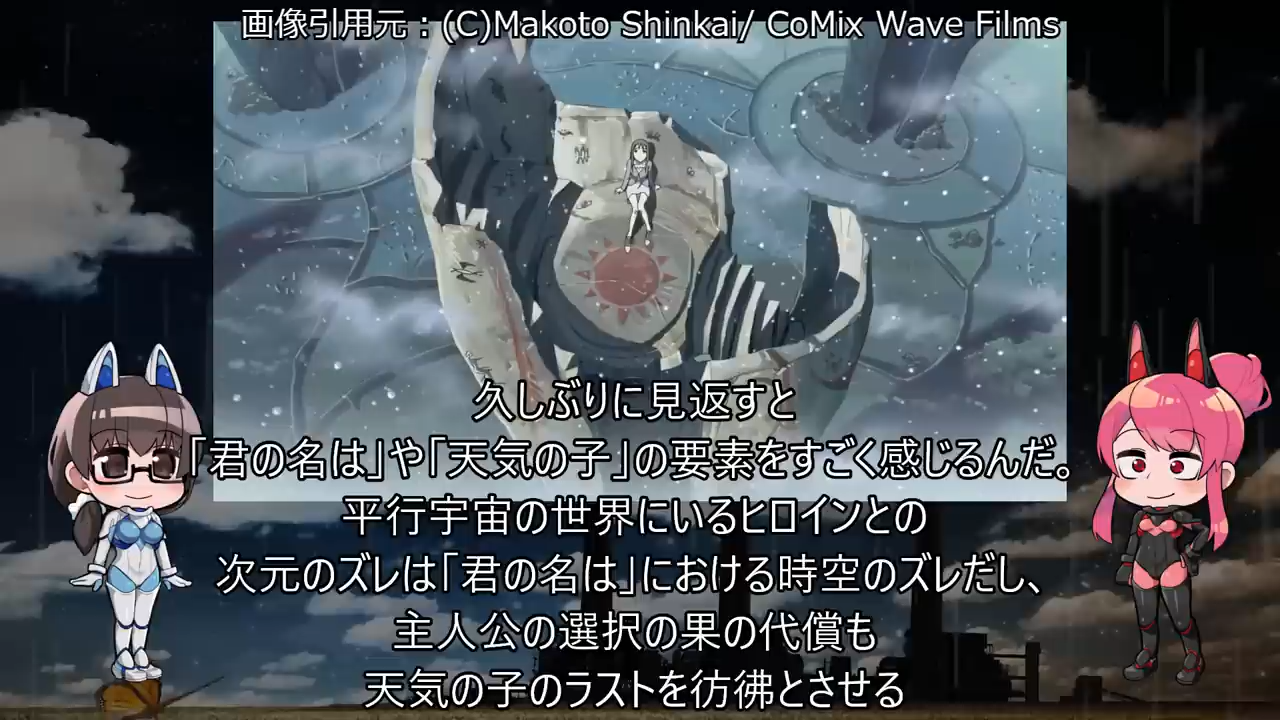 画像引用元：(C)Makoto Shinkai/ CoMix Wave Films
久しぶりに見返すと
「君の名は」や「天気の子」の要素をすごく感じるんだ。
平行宇宙の世界にいるヒロインとの
次元のズレは「君の名は」における時空のズレだし、
主人公の選択の果の代償も
天気の子のラストを彷彿とさせる